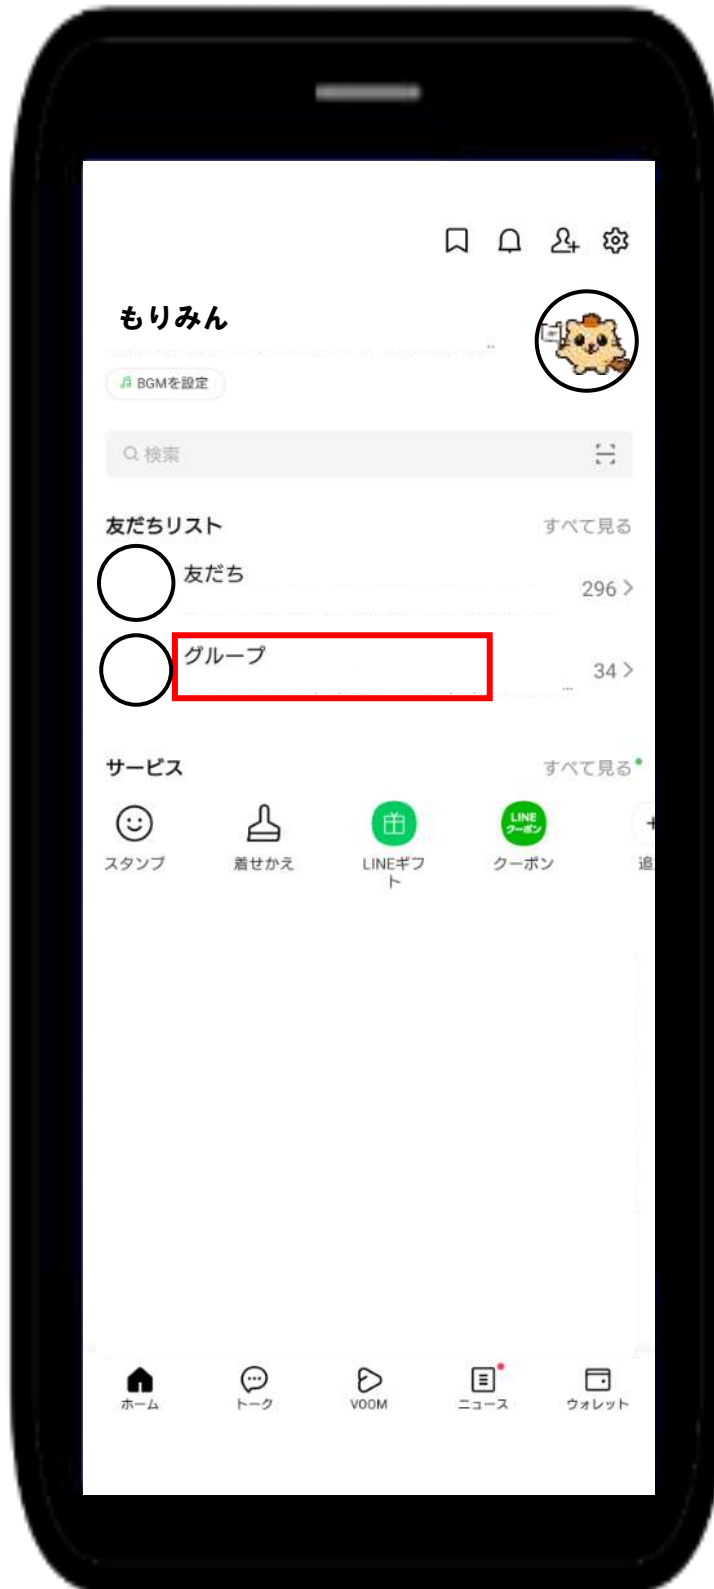 もりみん
BGMを設定
検索
友だちリスト すべて見る
友だち
296
グループ
34
サービス すべて見る
LINE
クーポン
スタンプ 着せかえ LINEギフ クーポン
ト
ホーム トーク VOOM ニュース ウォレット